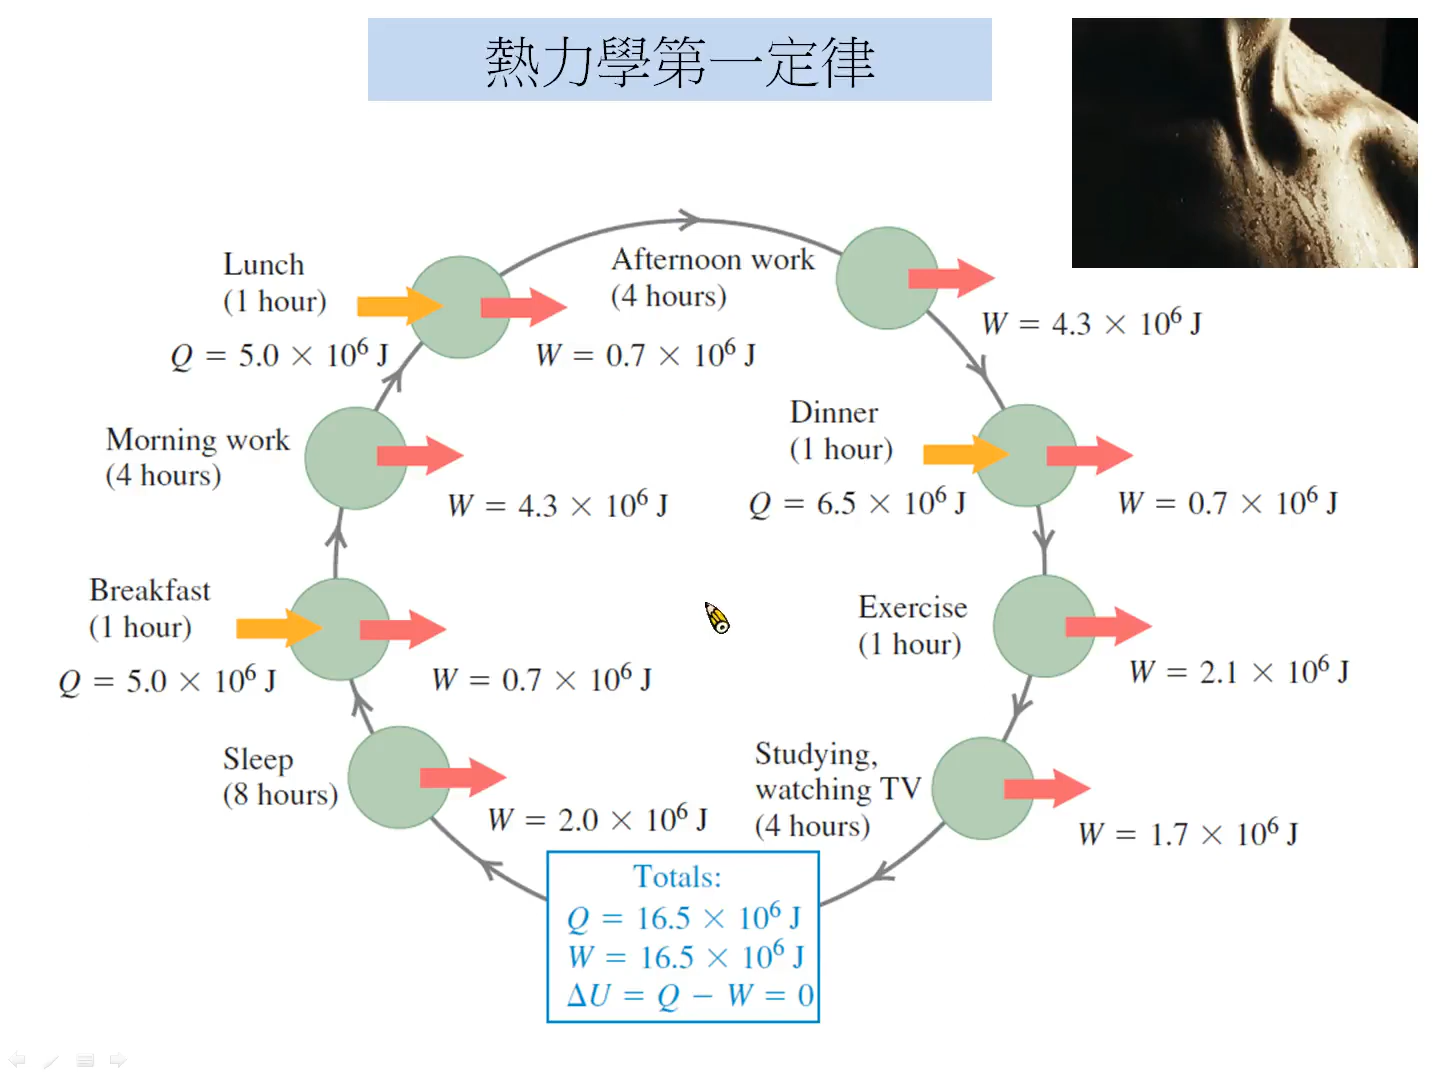 熱力學第一定律
Lunch
(1 hour)
Q = 5.0 × 10⁶ J
W = 0.7 × 10⁶ J
Afternoon work
(4 hours)
W = 4.3 × 10⁶ J
Morning work
(4 hours)
W = 4.3 × 10⁶ J
Dinner
(1 hour)
Q = 6.5 × 10⁶ J
W = 0.7 × 10⁶ J
Breakfast
(1 hour)
Q = 5.0 × 10⁶ J
W = 0.7 × 10⁶ J
Exercise
(1 hour)
W = 2.1 × 10⁶ J
Sleep
(8 hours)
W = 2.0 × 10⁶ J
Studying,
watching TV
(4 hours)
W = 1.7 × 10⁶ J
Totals:
Q = 16.5 × 10⁶ J
W = 16.5 × 10⁶ J
ΔU = Q − W = 0